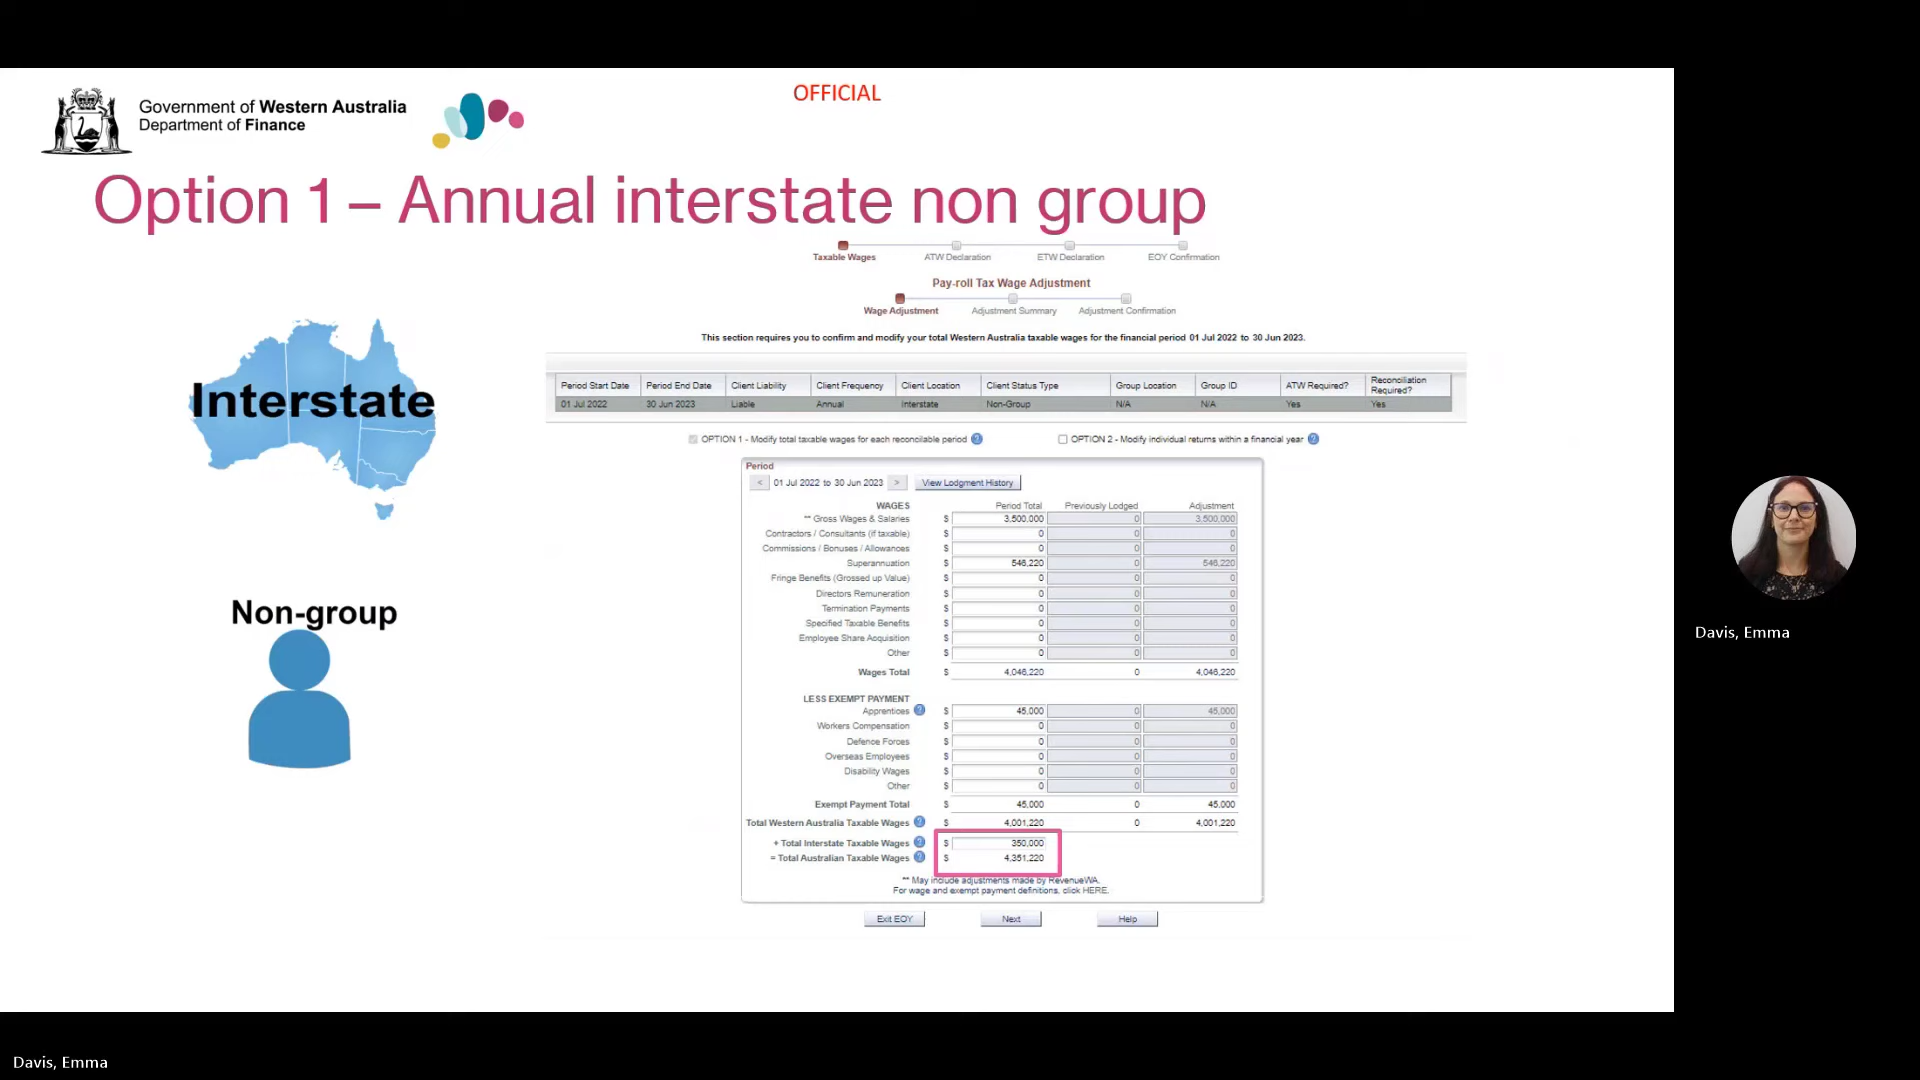 OFFICIAL
Government of Western Australia
Department of Finance
Option 1 – Annual interstate non group
Interstate
Non-group
Taxable Wages ATW Declaration ETW Declaration EOY Confirmation
Pay-roll Tax Wage Adjustment
Wage Adjustment Adjustment Summary Adjustment Confirmation
This section requires you to confirm and modify your total Western Australia taxable wages for the financial period 01 Jul 2022 to 30 Jun 2023.
Period Start Date Period End Date Client Liability Client Frequency Client Location Client Status Type Group Location Group ID ATW Required? Reconciliation Required?
01 Jul 2022 30 Jun 2023 Liable Annual Interstate Non-Group N/A N/A Yes Yes
OPTION 1 - Modify total taxable wages for each reconcilable period ? OPTION 2 - Modify individual returns within a financial year ?
Period
< 01 Jul 2022 to 30 Jun 2023 > View Lodgment History
WAGES Period Total Previously Lodged Adjustment
** Gross Wages & Salaries $ 3,500,000 0 3,500,000
Contractors / Consultants (if taxable) $ 0 0 0
Commissions / Bonuses / Allowances $ 0 0 0
Superannuation $ 546,220 0 546,220
Fringe Benefits (Grossed up Value) $ 0 0 0
Directors Remuneration $ 0 0 0
Termination Payments $ 0 0 0
Specified Taxable Benefits $ 0 0 0
Employee Share Acquisition $ 0 0 0
Other $ 0 0 0
Wages Total $ 4,046,220 0 4,046,220
LESS EXEMPT PAYMENT
Apprentices ? $ 45,000 0 45,000
Workers Compensation $ 0 0 0
Defence Forces $ 0 0 0
Overseas Employees $ 0 0 0
Disability Wages $ 0 0 0
Other $ 0 0 0
Exempt Payment Total $ 45,000 0 45,000
Total Western Australia Taxable Wages ? $ 4,001,220 0 4,001,220
+ Total Interstate Taxable Wages ? $ 350,000
= Total Australian Taxable Wages ? $ 4,351,220
** May include adjustments made by RevenueWA.
For wage and exempt payment definitions, click HERE.
Exit EOY Next Help
Davis, Emma
Davis, Emma